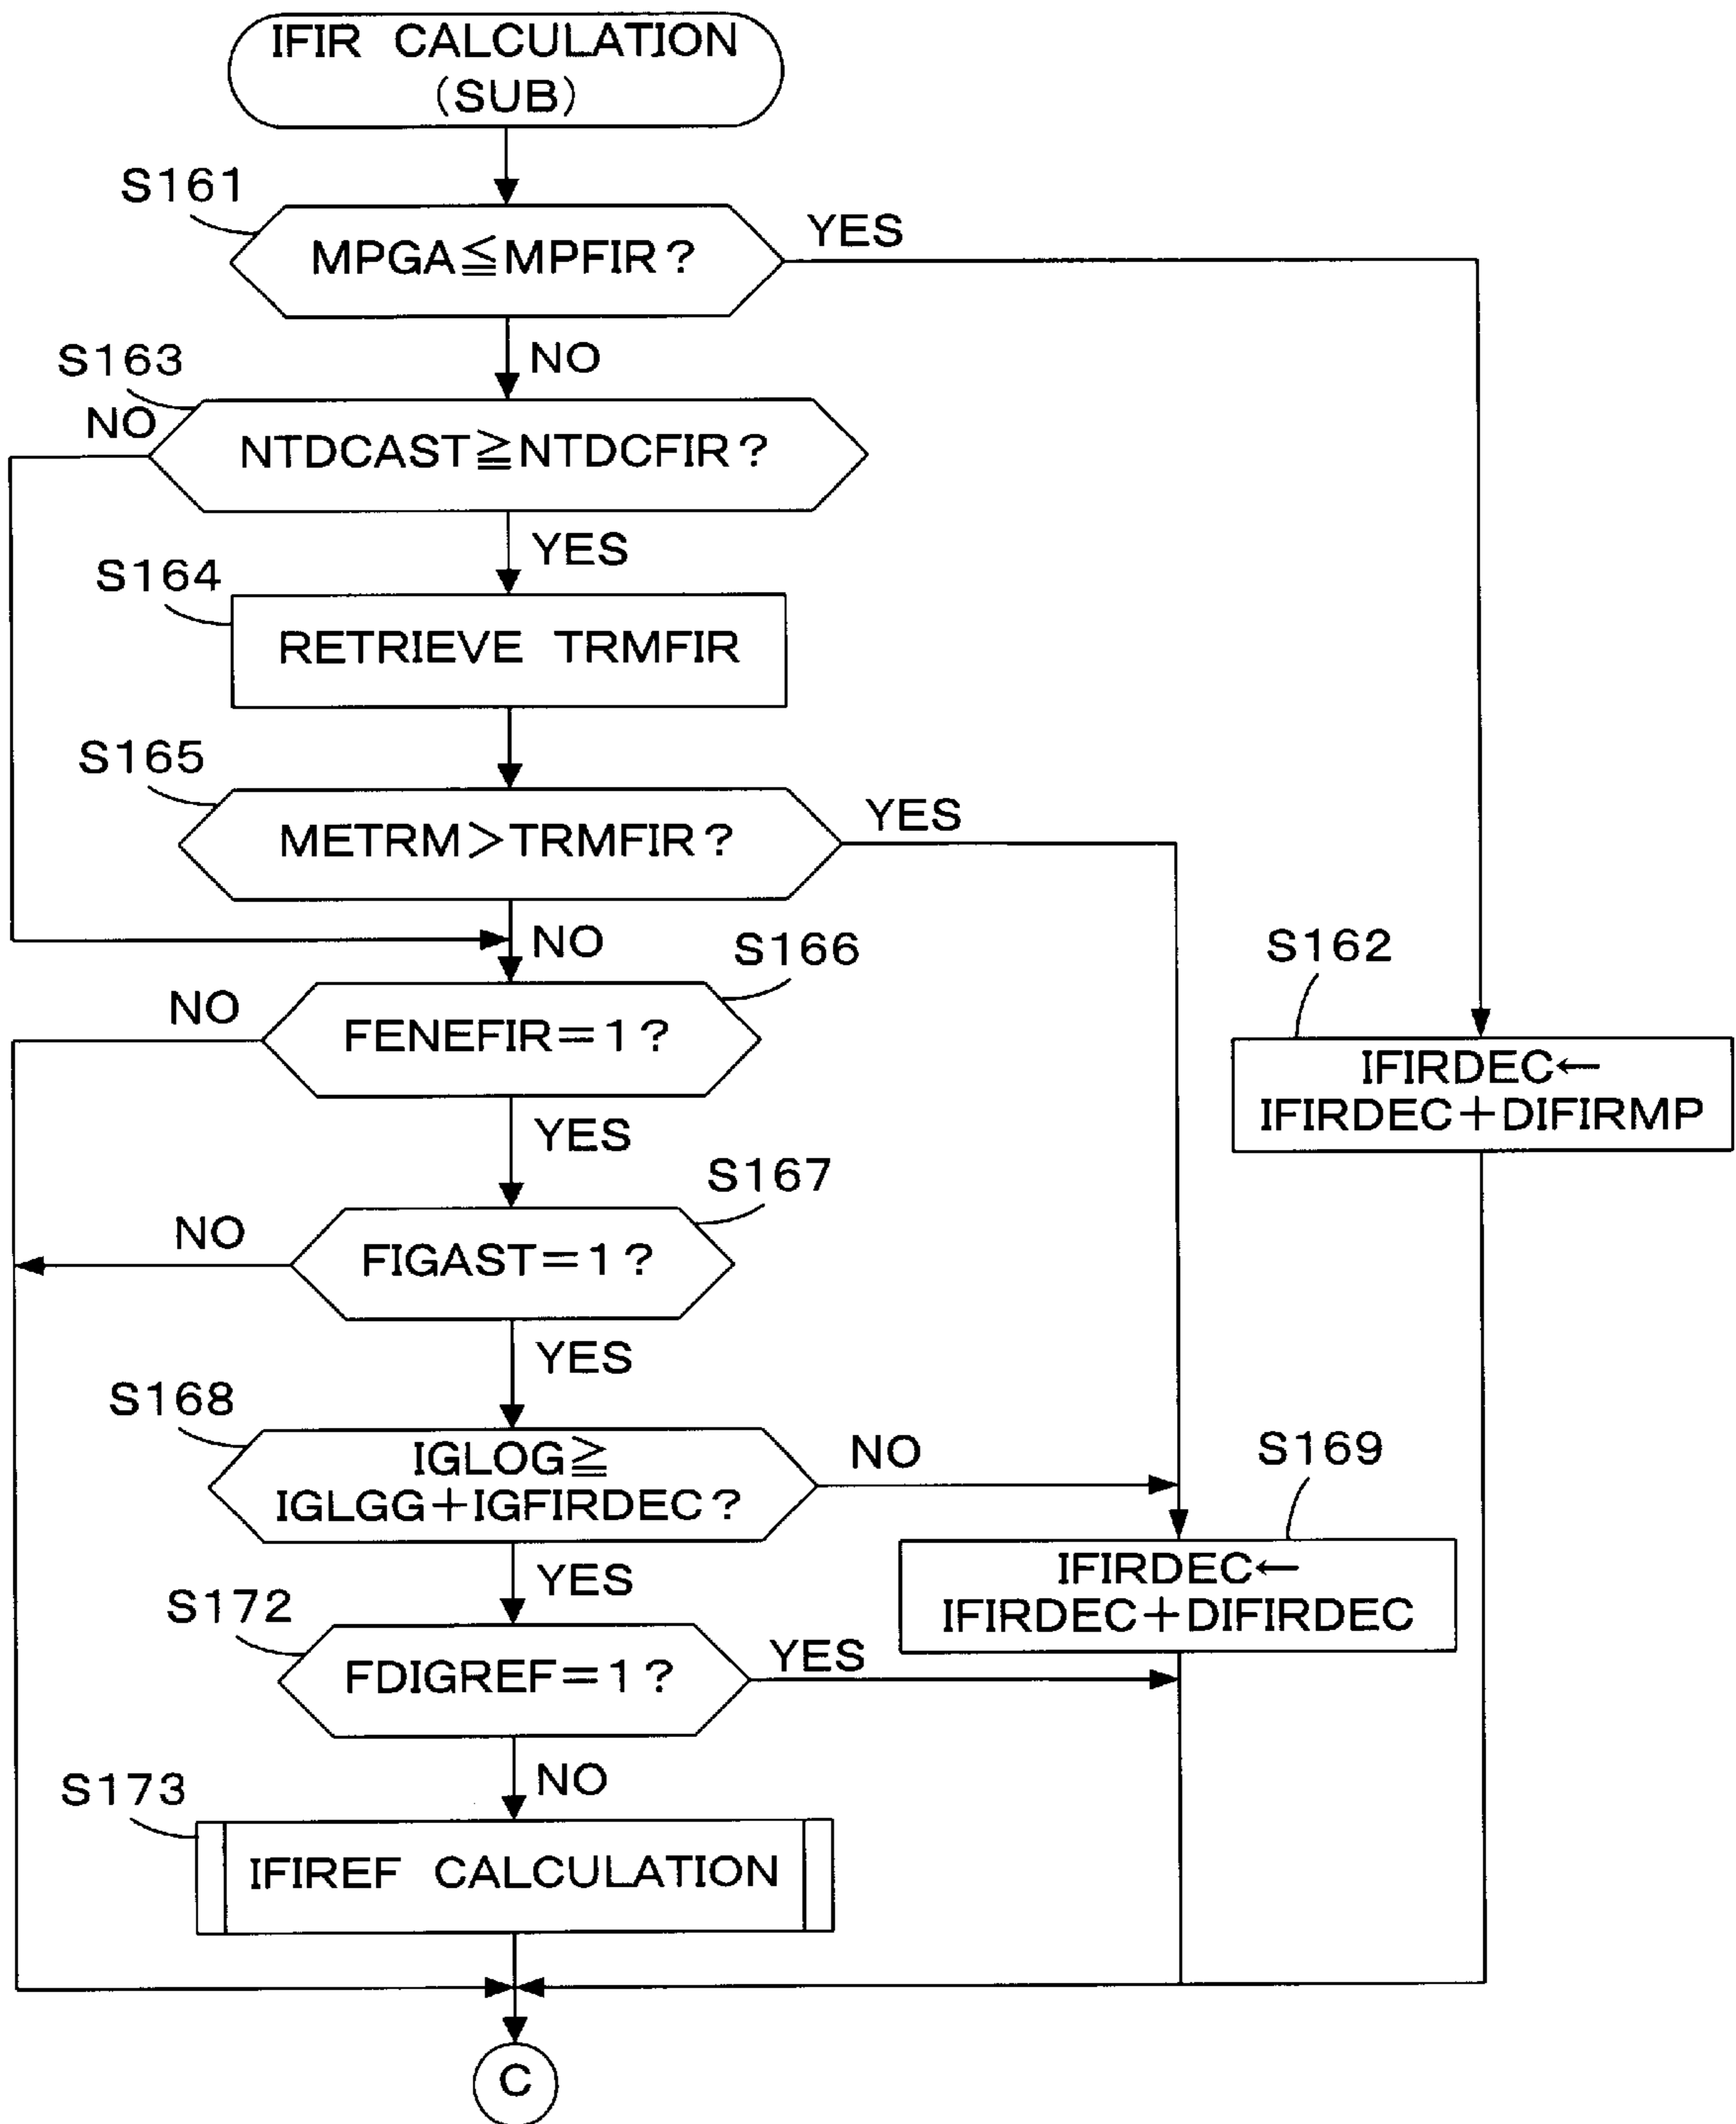 IFIR CALCULATION
(SUB)
S161
MPGA≦MPFIR?
YES
NO
S163
NO
NTDCAST≧NTDCFIR?
YES
S164
RETRIEVE TRMFIR
S165
METRM>TRMFIR?
YES
NO
S166
NO
FENEFIR=1?
S162
IFIRDEC←
IFIRDEC+DIFIRMP
YES
S167
NO
FIGAST=1?
YES
S168
IGLOG≧
IGLGG+IGFIRDEC?
NO
S169
IFIRDEC←
IFIRDEC+DIFIRDEC
YES
S172
FDIGREF=1?
YES
NO
S173
IFIREF CALCULATION
C